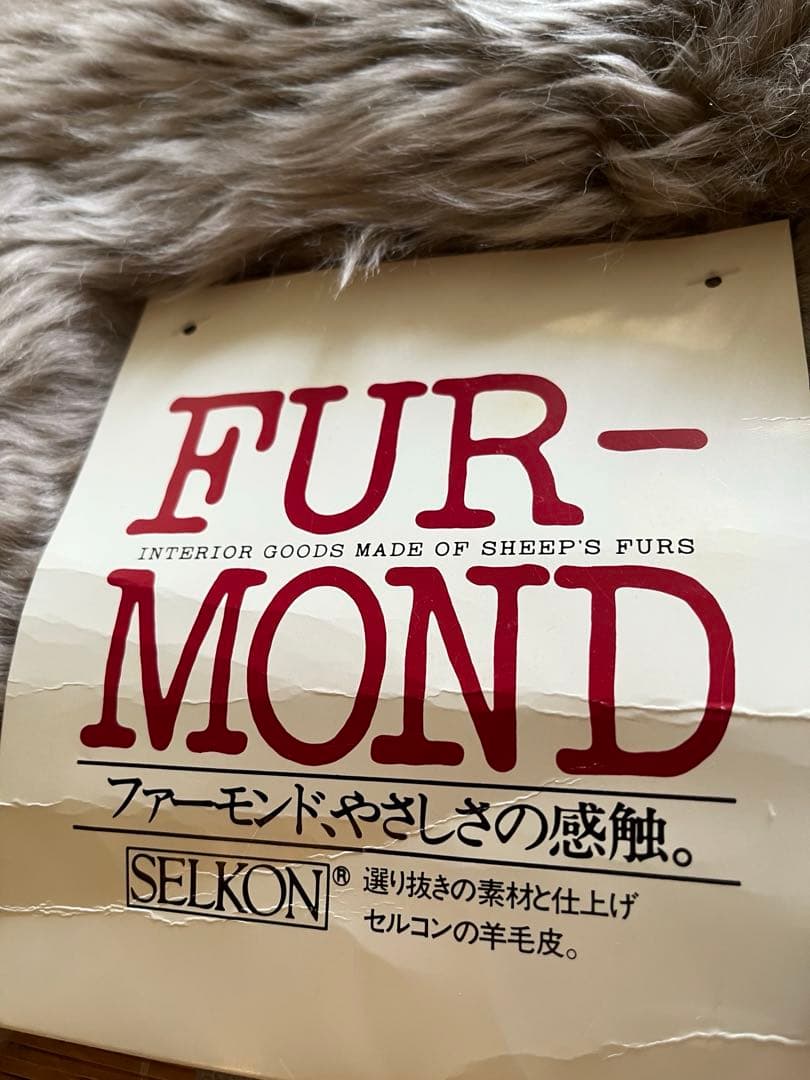 FUR-
INTERIOR GOODS MADE OF SHEEP'S FURS
MOND
ファーモンド、やさしさの感触。
SELKON® 選り抜きの素材と仕上げ
セルコンの羊毛皮。